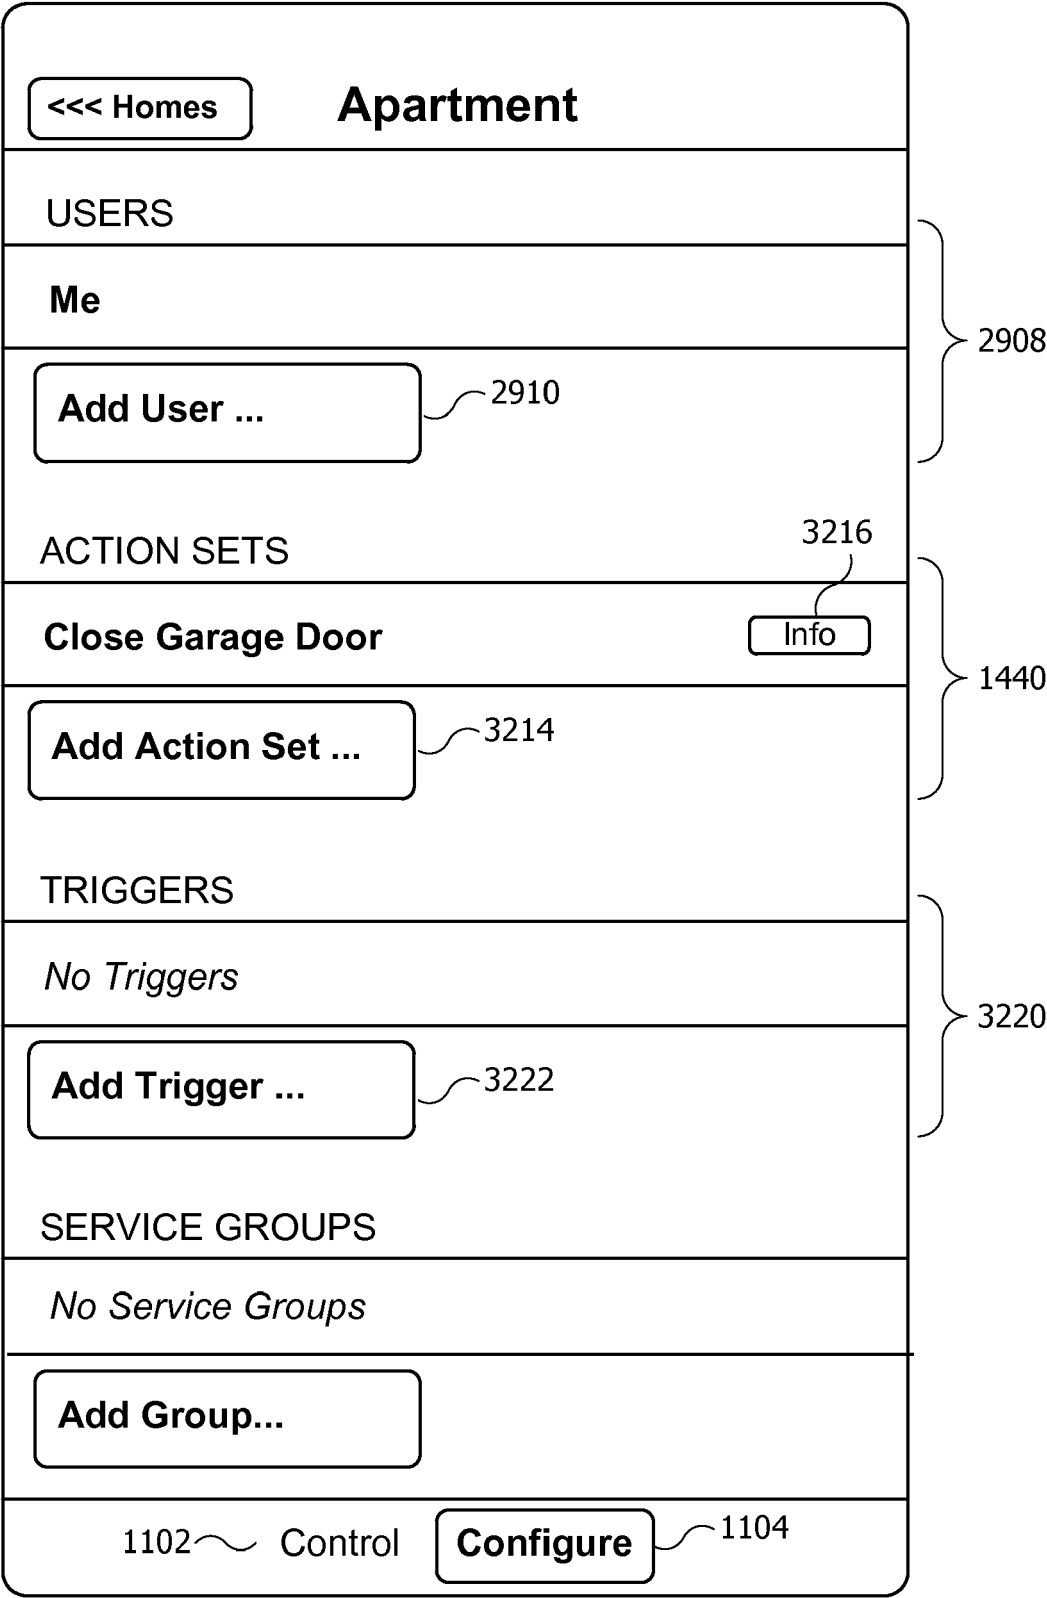 <<< Homes
Apartment
USERS
Me
2908
Add User ...
2910
ACTION SETS
3216
Close Garage Door
Info
1440
Add Action Set ...
3214
TRIGGERS
No Triggers
3220
Add Trigger ...
3222
SERVICE GROUPS
No Service Groups
Add Group...
1102
Control
Configure
1104